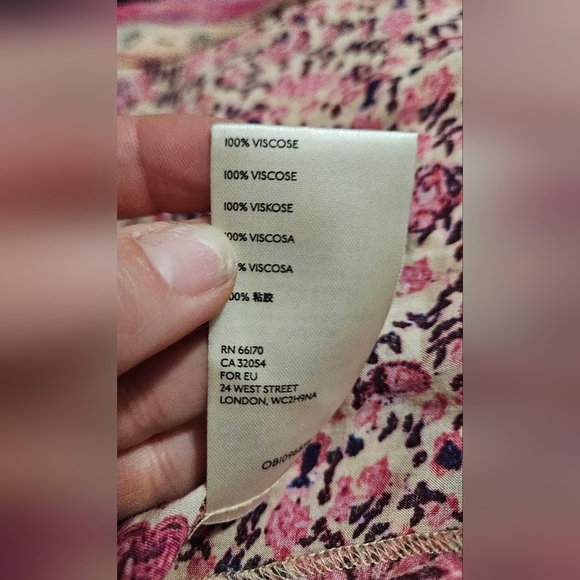 100% VISCOSE
100% VISCOSE
100% VISKOSE
00% VISCOSA
% VISCOSA
00% 粘胶
RN 66170
CA 32054
FOR EU
24 WEST STREET
LONDON, WC2H9NA